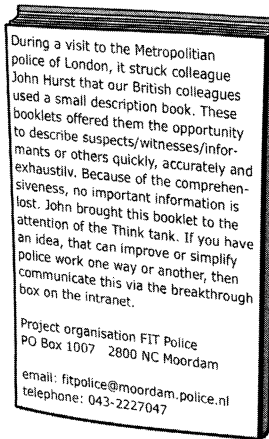 During a visit to the Metropolitian
police of London, it struck colleague
John Hurst that our British colleagues
used a small description book. These
booklets offered them the opportunity
to describe suspects/witnesses/infor-
mants or others quickly, accurately and
exhaustilv. Because of the comprehen-
siveness, no important information is
lost. John brought this booklet to the
attention of the Think tank. If you have
an idea, that can improve or simplify
police work one way or another, then
communicate this via the breakthrough
box on the intranet.
Project organisation FIT Police
PO Box 1007 2800 NC Moordam
email: fitpolice@moordam.police.nl
telephone: 043-2227047